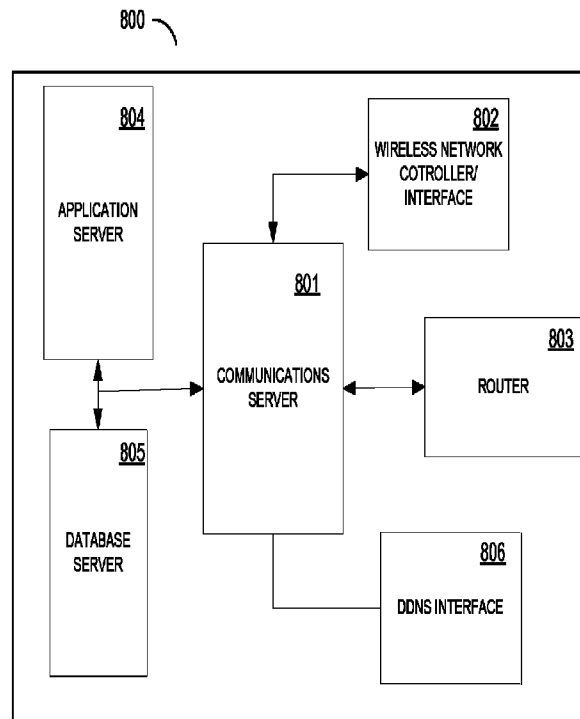 800
804
APPLICATION
SERVER
802
WIRELESS NETWORK
COTROLLER/
INTERFACE
801
COMMUNICATIONS
SERVER
803
ROUTER
805
DATABASE
SERVER
806
DDNS INTERFACE